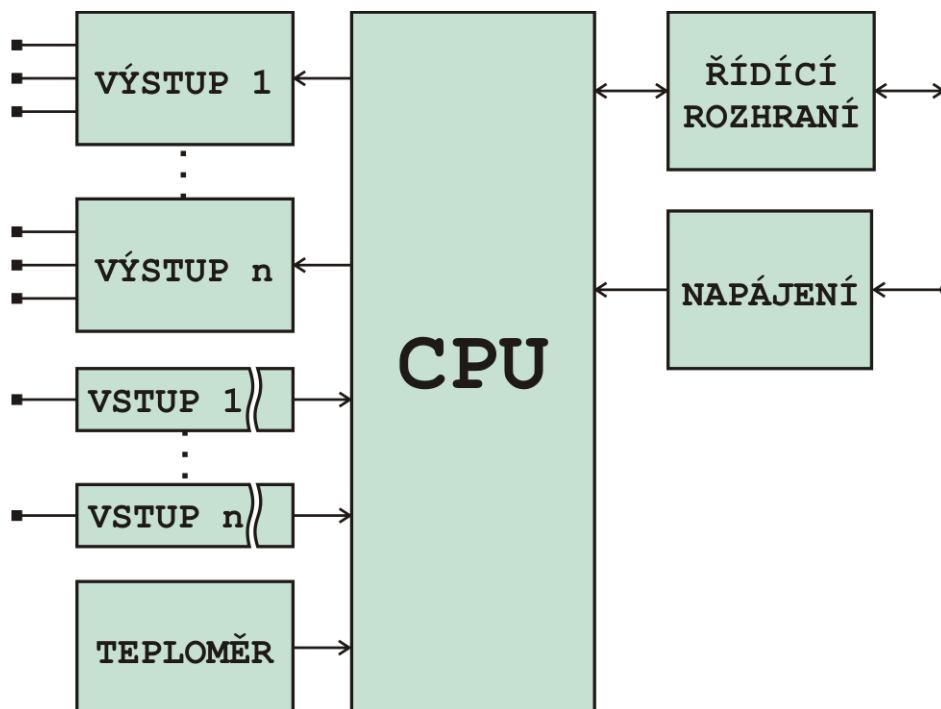 VÝSTUP 1
VÝSTUP n
VSTUP 1
VSTUP n
TEPLOMĚR
CPU
ŘÍDÍCÍ
ROZHRANÍ
NAPÁJENÍ